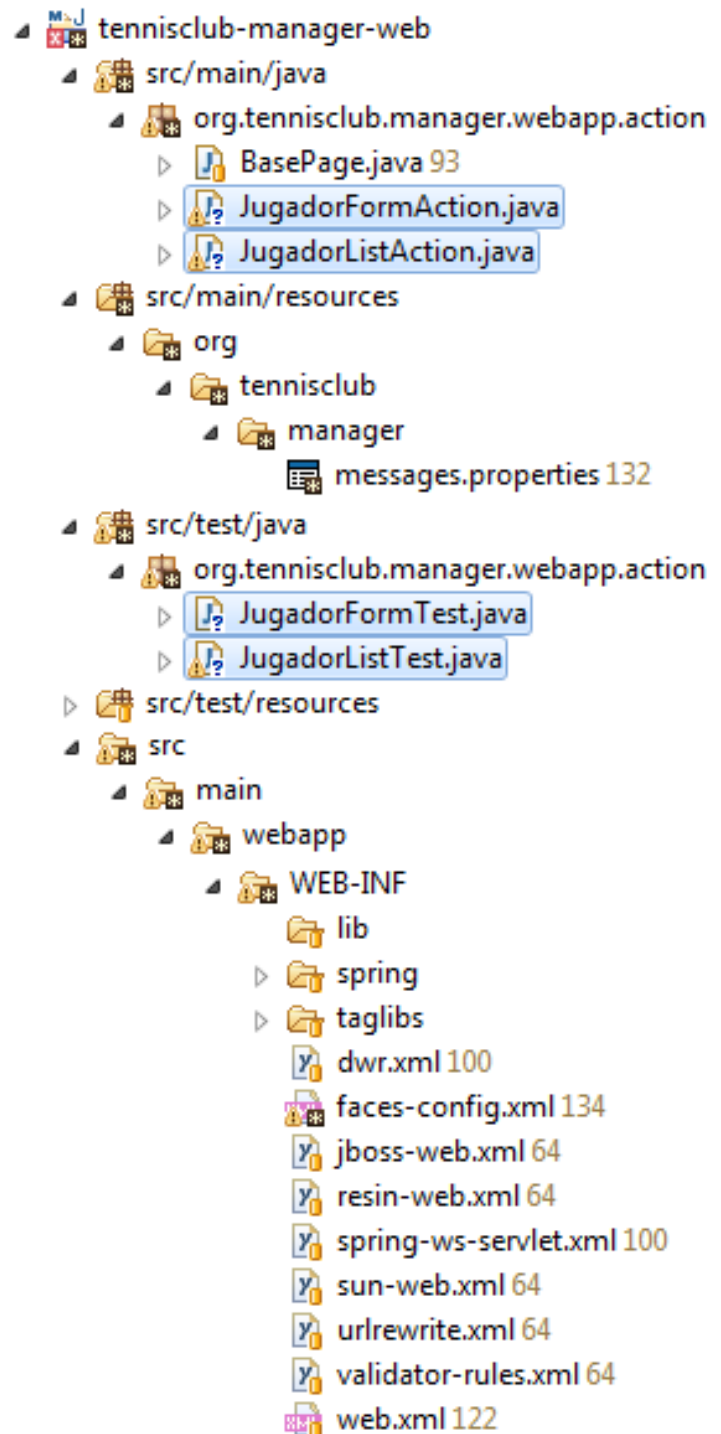 tennisclub-manager-web
src/main/java
org.tennisclub.manager.webapp.action
BasePage.java 93
JugadorFormAction.java
JugadorListAction.java
src/main/resources
org
tennisclub
manager
messages.properties 132
src/test/java
org.tennisclub.manager.webapp.action
JugadorFormTest.java
JugadorListTest.java
src/test/resources
src
main
webapp
WEB-INF
lib
spring
taglibs
dwr.xml 100
faces-config.xml 134
jboss-web.xml 64
resin-web.xml 64
spring-ws-servlet.xml 100
sun-web.xml 64
urlrewrite.xml 64
validator-rules.xml 64
web.xml 122